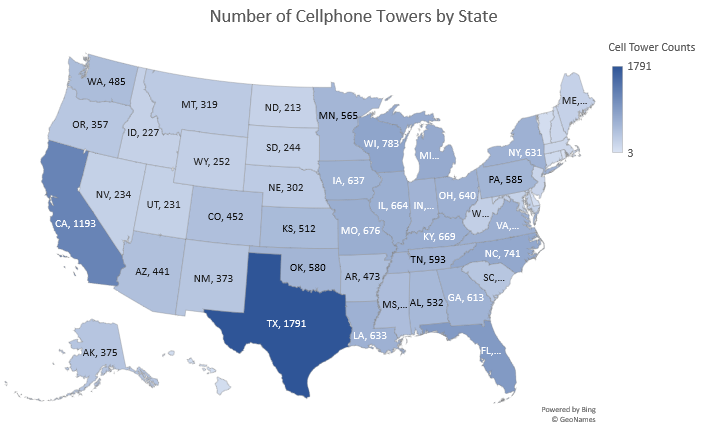 Number of Cellphone Towers by State
Cell Tower Counts
1791
3
WA, 485
OR, 357
ID, 227
MT, 319
ND, 213
MN, 565
WI, 783
MI...
ME,...
NY, 631
SD, 244
WY, 252
NE, 302
IA, 637
IL, 664
IN,...
OH, 640
PA, 585
W...
VA,...
NV, 234
UT, 231
CO, 452
KS, 512
MO, 676
KY, 669
NC, 741
CA, 1193
AZ, 441
NM, 373
OK, 580
AR, 473
TN, 593
SC,...
MS,...
AL, 532
GA, 613
TX, 1791
LA, 633
FL,...
AK, 375
Powered by Bing
© GeoNames